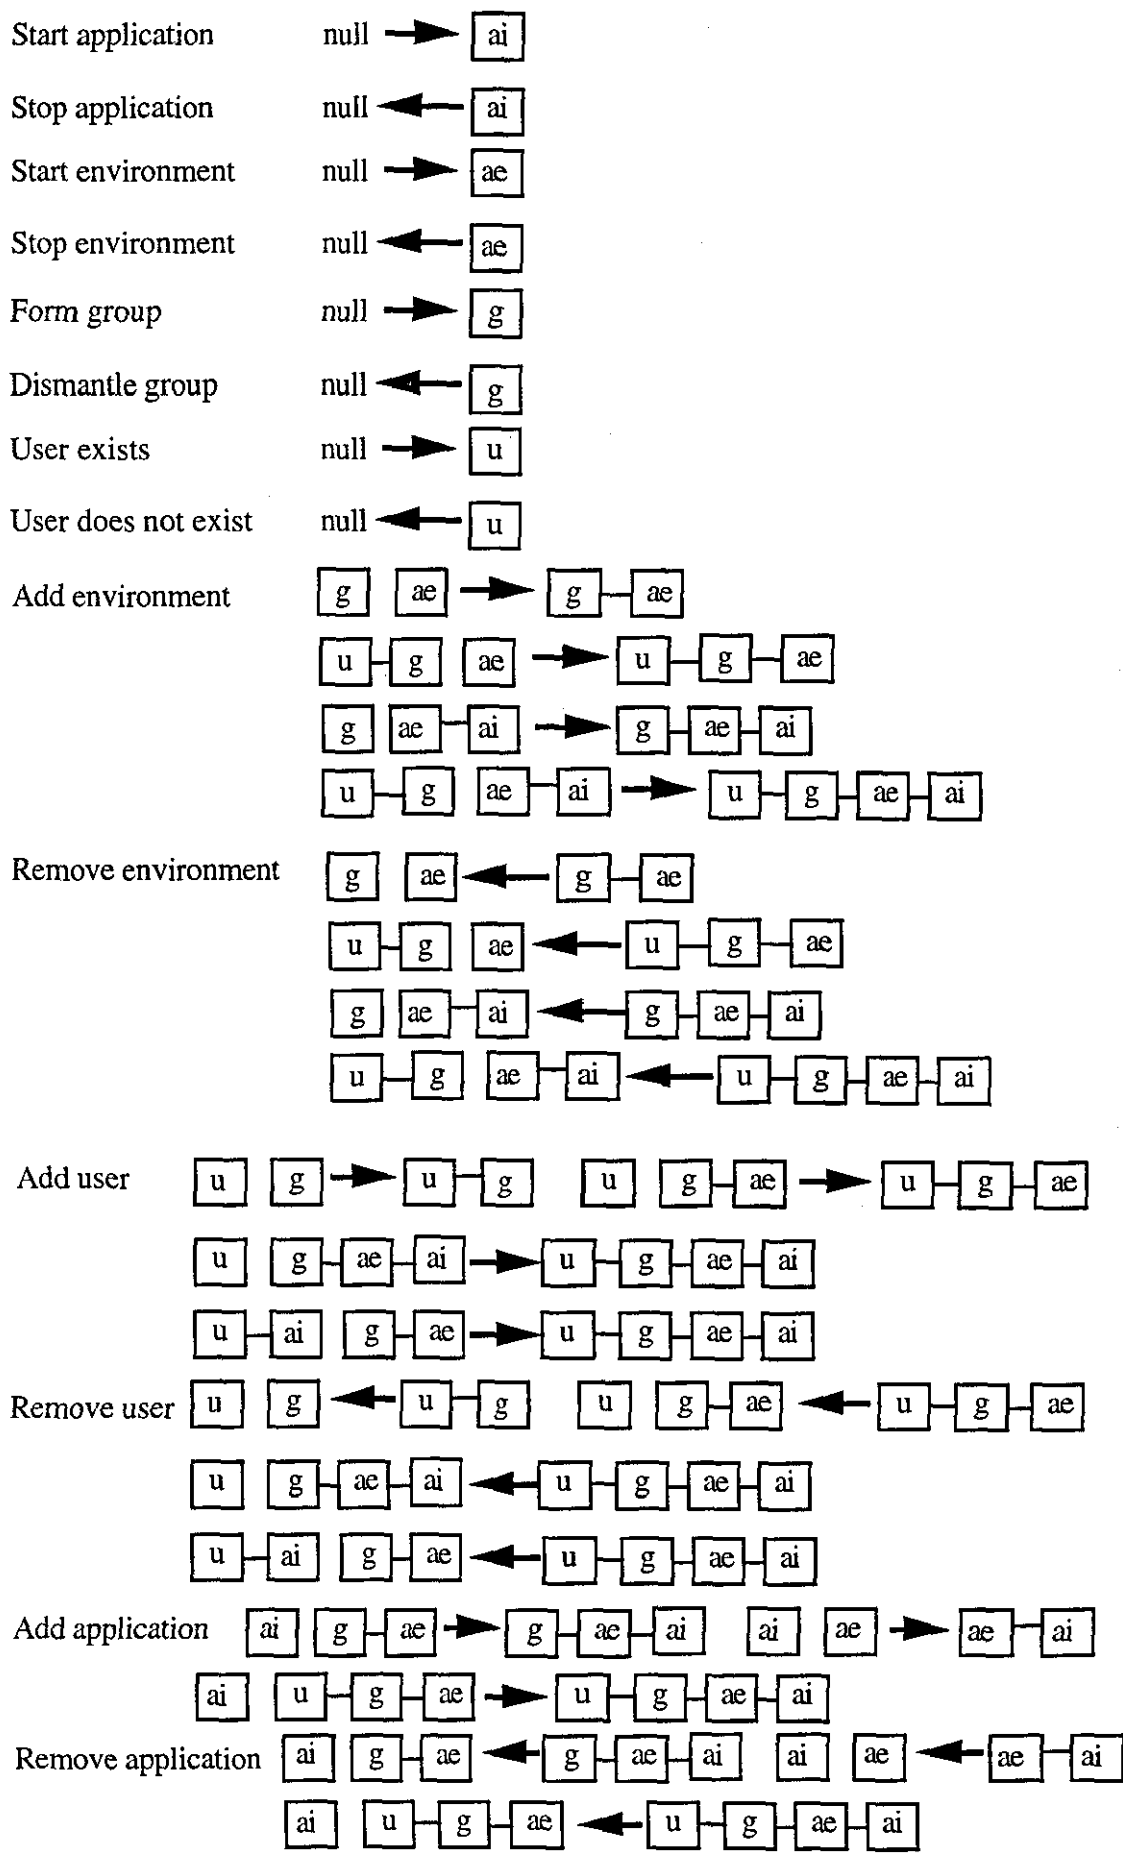 Start application null ai
Stop application null ai
Start environment null ae
Stop environment null ae
Form group null g
Dismantle group null g
User exists null u
User does not exist null u
Add environment g ae g ae
u g ae u g ae
g ae ai g ae ai
u g ae ai u g ae ai
Remove environment g ae g ae
u g ae u g ae
g ae ai g ae ai
u g ae ai u g ae ai
Add user u g u g u g ae u g ae
u g ae ai u g ae ai
u ai g ae u g ae ai
Remove user u g u g u g ae u g ae
u g ae ai u g ae ai
u ai g ae u g ae ai
Add application ai g ae g ae ai ai ae ae ai
ai u g ae u g ae ai
Remove application ai g ae g ae ai ai ae ae ai
ai u g ae u g ae ai